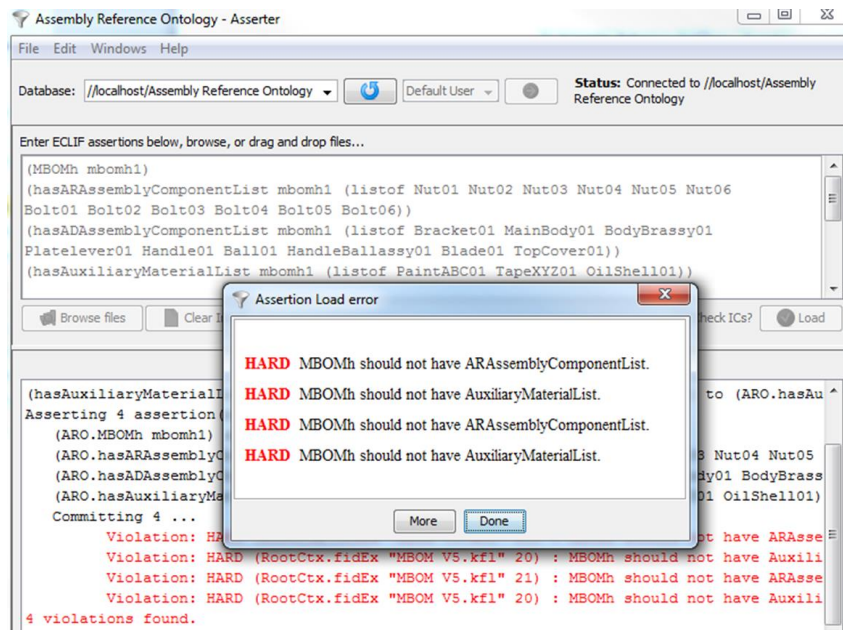 Assembly Reference Ontology - Asserter
File Edit Windows Help
Database: //localhost/Assembly Reference Ontology Default User Status: Connected to //localhost/Assembly
Reference Ontology
Enter ECLIF assertions below, browse, or drag and drop files...
(MBOMh mbomh1)
(hasARAssemblyComponentList mbomh1 (listof Nut01 Nut02 Nut03 Nut04 Nut05 Nut06
Bolt01 Bolt02 Bolt03 Bolt04 Bolt05 Bolt06))
(hasADAssemblyComponentList mbomh1 (listof Bracket01 MainBody01 BodyBrassy01
Platelever01 Handle01 Ball01 HandleBallassy01 Blade01 TopCover01))
(hasAuxiliaryMaterialList mbomh1 (listof PaintABC01 TapeXYZ01 OilShell01))
Browse files Clear I heck ICs? Load
Assertion Load error
HARD MBOMh should not have ARAssemblyComponentList.
HARD MBOMh should not have AuxiliaryMaterialList.
HARD MBOMh should not have ARAssemblyComponentList.
HARD MBOMh should not have AuxiliaryMaterialList.
More Done
(hasAuxiliaryMaterialL to (ARO.hasAu
Asserting 4 assertion(
(ARO.MBOMh mbomh1)
(ARO.hasARAssemblyC 3 Nut04 Nut05
(ARO.hasADAssemblyC dy01 BodyBrass
(ARO.hasAuxiliaryMa 01 OilShell01)
Committing 4 ...
Violation: HA ot have ARAsse
Violation: HARD (RootCtx.fidEx "MBOM V5.kfl" 20) : MBOMh should not have Auxili
Violation: HARD (RootCtx.fidEx "MBOM V5.kfl" 21) : MBOMh should not have ARAsse
Violation: HARD (RootCtx.fidEx "MBOM V5.kfl" 20) : MBOMh should not have Auxili
4 violations found.